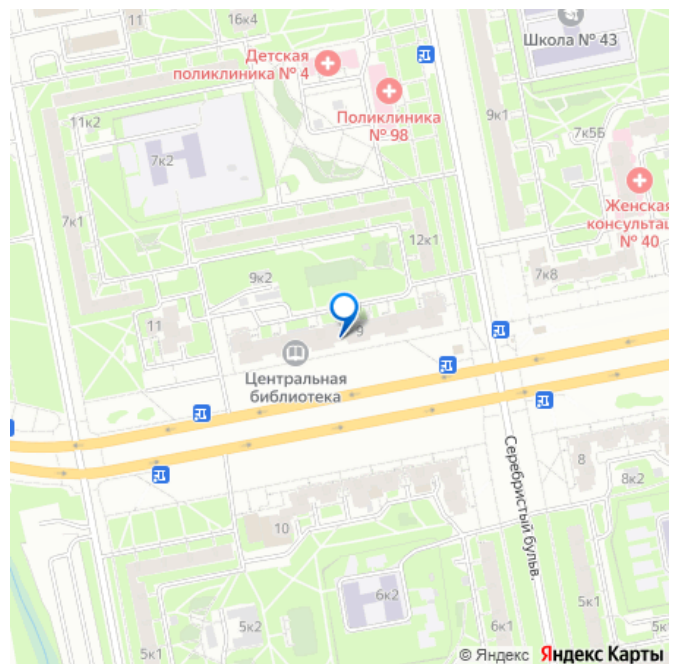 11
16к4
Школа № 43
Детская
поликлиника № 4
Поликлиника
№ 98
9к1
7к5Б
11к2
7к2
Женская
консультац
№ 40
7к1
12к1
7к8
9к2
11
9
Центральная
библиотека
Серебристый бульв.
8
8к2
10
6к2
5к1
5к2
6к1
5к
5к1
© Яндекс Яндекс Карты